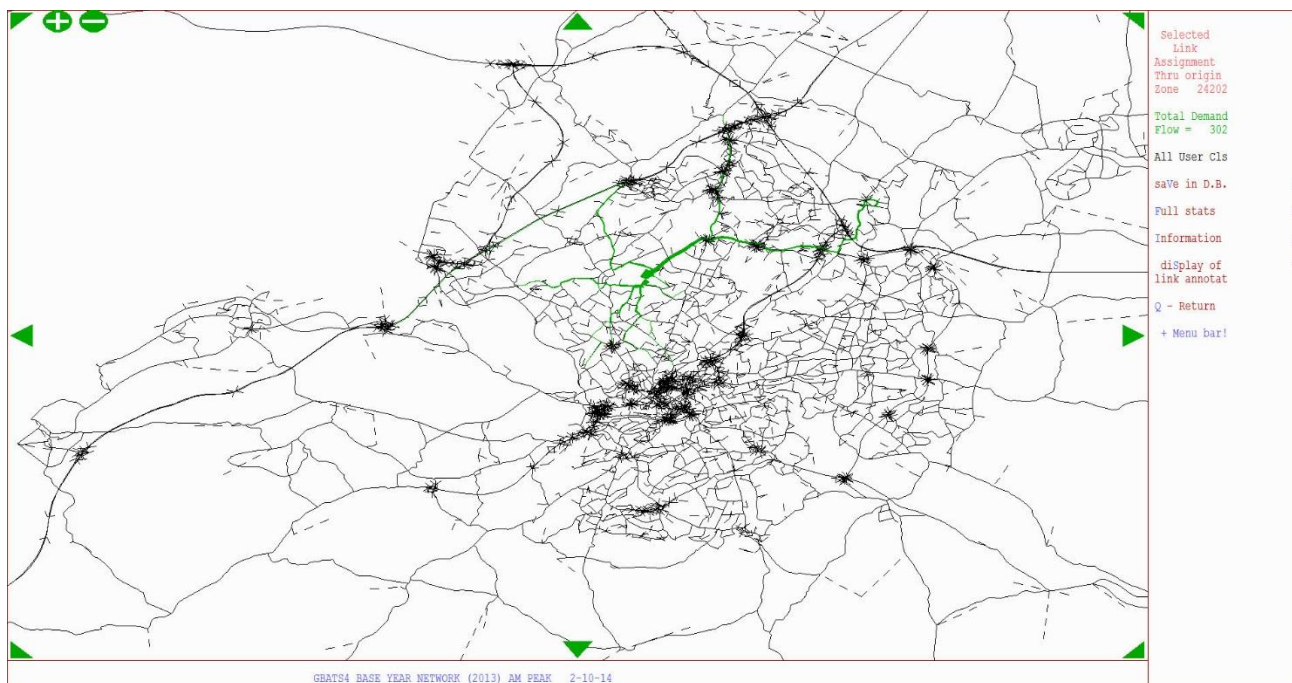 Selected
Link
Assignment
Thru origin
Zone 24202
Total Demand
Flow = 302
All User Cls
saVe in D.B.
Full stats
Information
diSplay of
link annotat
Q - Return
+ Menu bar!
GBATS4 BASE YEAR NETWORK (2013) AM PEAK 2-10-14